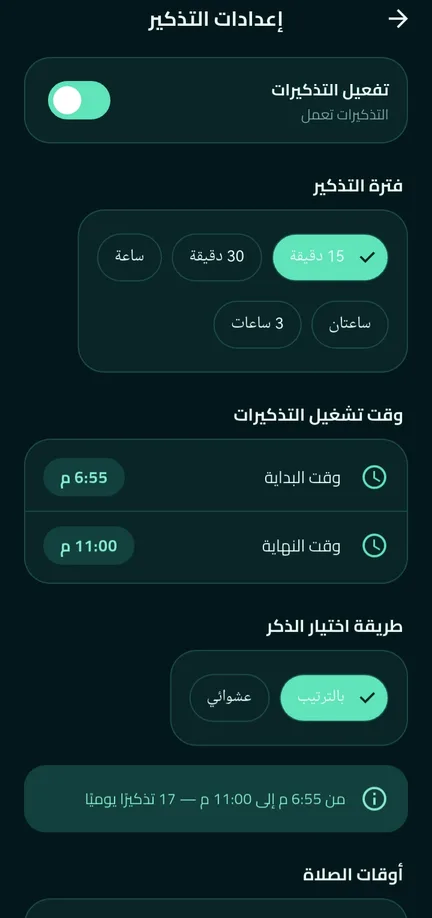 إعدادات التذكير
تفعيل التذكيرات
التذكيرات تعمل
فترة التذكير
15 دقيقة
30 دقيقة
ساعة
ساعتان
3 ساعات
وقت تشغيل التذكيرات
وقت البداية
6:55 م
وقت النهاية
11:00 م
طريقة اختيار الذكر
بالترتيب
عشوائي
من 6:55 م إلى 11:00 م — 17 تذكيرًا يوميًا
أوقات الصلاة